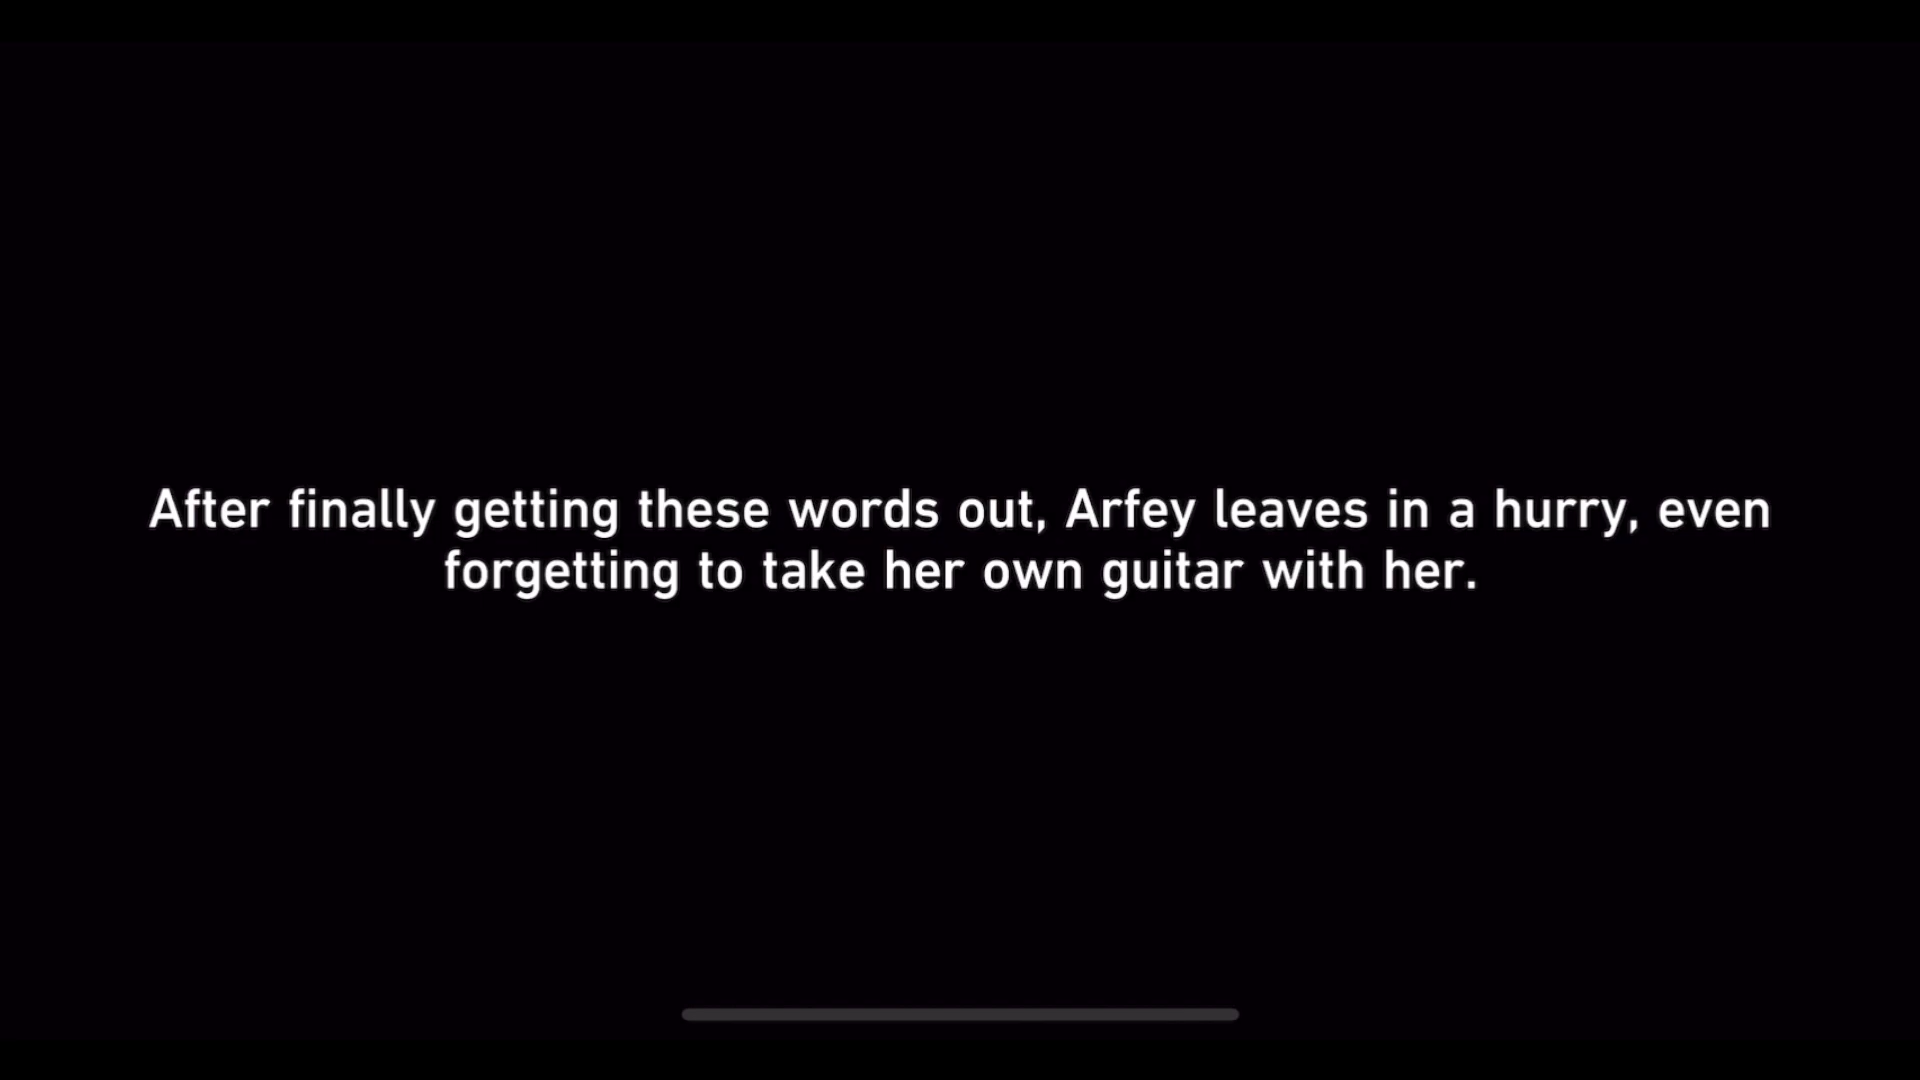 After finally getting these words out, Arfey leaves in a hurry, even
forgetting to take her own guitar with her.